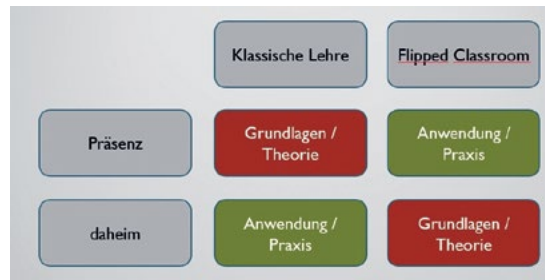 Klassische Lehre
Flipped Classroom
Präsenz
Grundlagen /
Theorie
Anwendung /
Praxis
daheim
Anwendung /
Praxis
Grundlagen /
Theorie